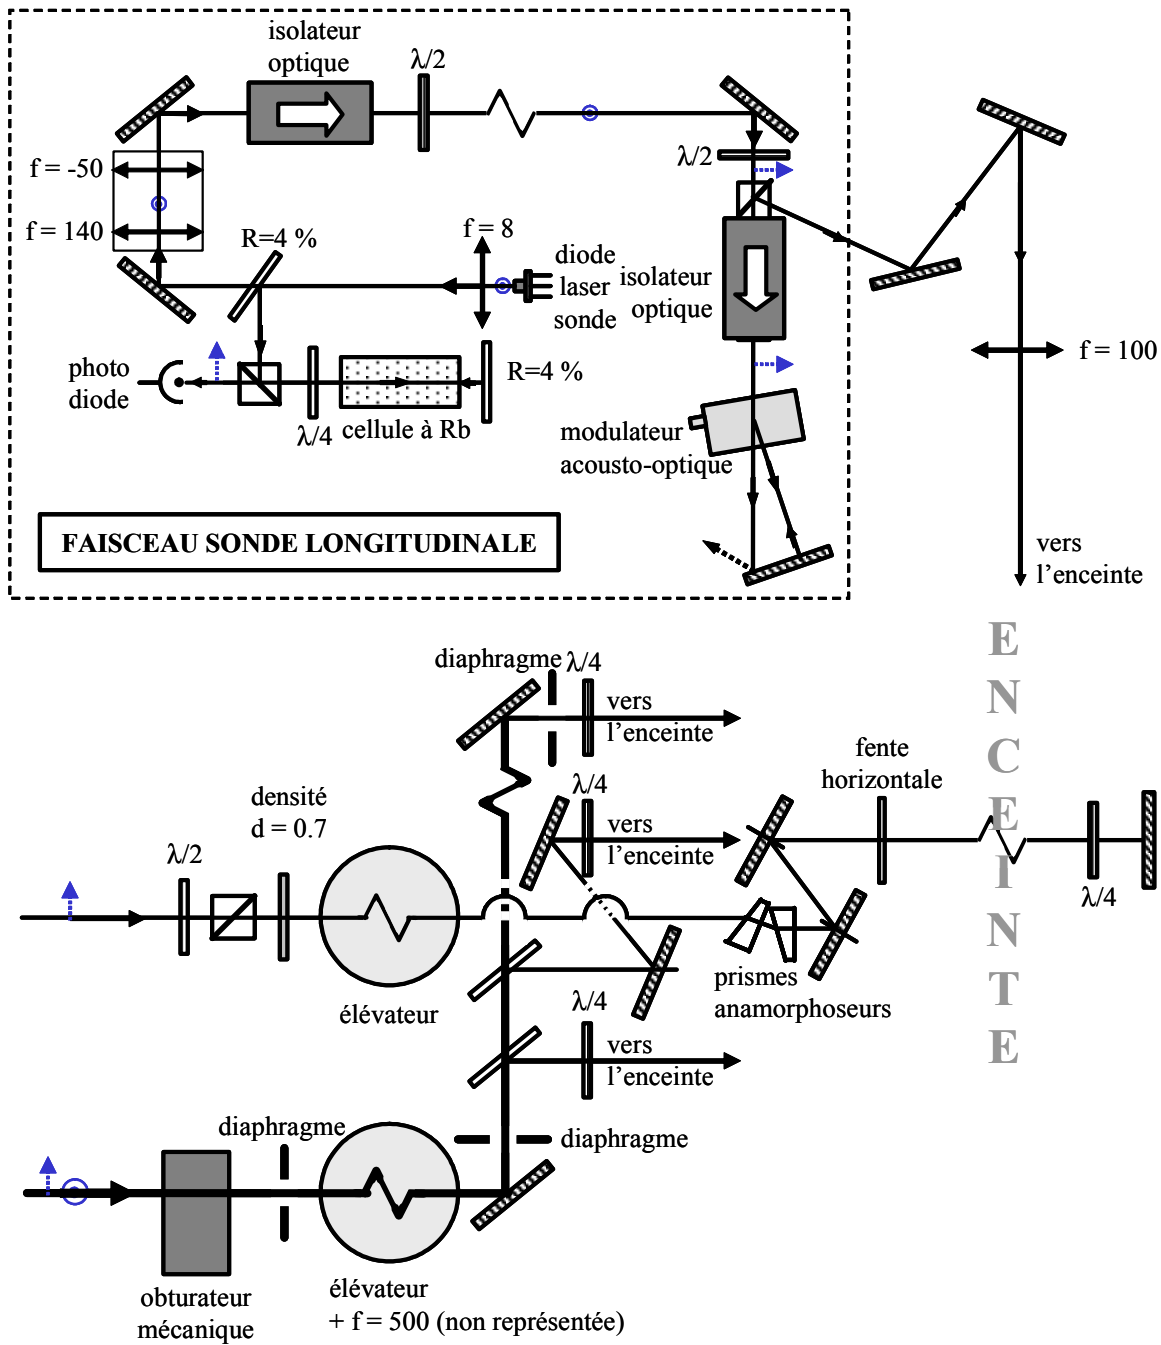 isolateur
optique
λ/2
f = -50
f = 140
R=4 %
f = 8
diode
laser
sonde
λ/2
isolateur
optique
photo
diode
λ/4
cellule à Rb
R=4 %
modulateur
acousto-optique
FAISCEAU SONDE LONGITUDINALE
f = 100
vers
l’enceinte
E
N
C
E
I
N
T
E
diaphragme
λ/4
vers
l’enceinte
fente
horizontale
densité
d = 0.7
λ/2
λ/4
vers
l’enceinte
λ/4
élévateur
prismes
anamorphoseurs
λ/4
vers
l’enceinte
diaphragme
diaphragme
obturateur
mécanique
élévateur
+ f = 500 (non représentée)